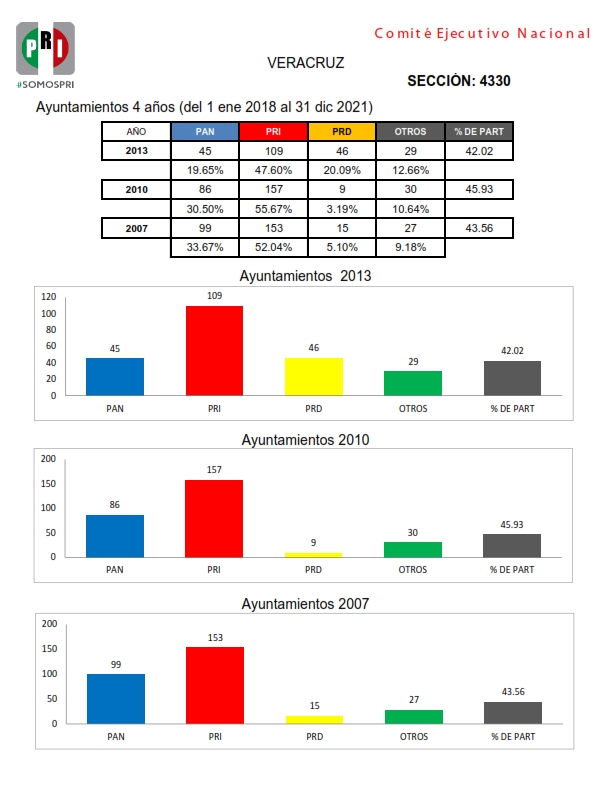 Comité Ejecutivo Nacional
PRI
#SOMOSPRI
VERACRUZ
SECCIÓN: 4330
Ayuntamientos 4 años (del 1 ene 2018 al 31 dic 2021)
AÑO PAN PRI PRD OTROS % DE PART
2013 45 109 46 29 42.02
19.65% 47.60% 20.09% 12.66%
2010 86 157 9 30 45.93
30.50% 55.67% 3.19% 10.64%
2007 99 153 15 27 43.56
33.67% 52.04% 5.10% 9.18%
Ayuntamientos 2013
120
100
80
60
40
20
0
45 109 46 29 42.02
PAN PRI PRD OTROS % DE PART
Ayuntamientos 2010
200
150
100
50
0
86 157 9 30 45.93
PAN PRI PRD OTROS % DE PART
Ayuntamientos 2007
200
150
100
50
0
99 153 15 27 43.56
PAN PRI PRD OTROS % DE PART